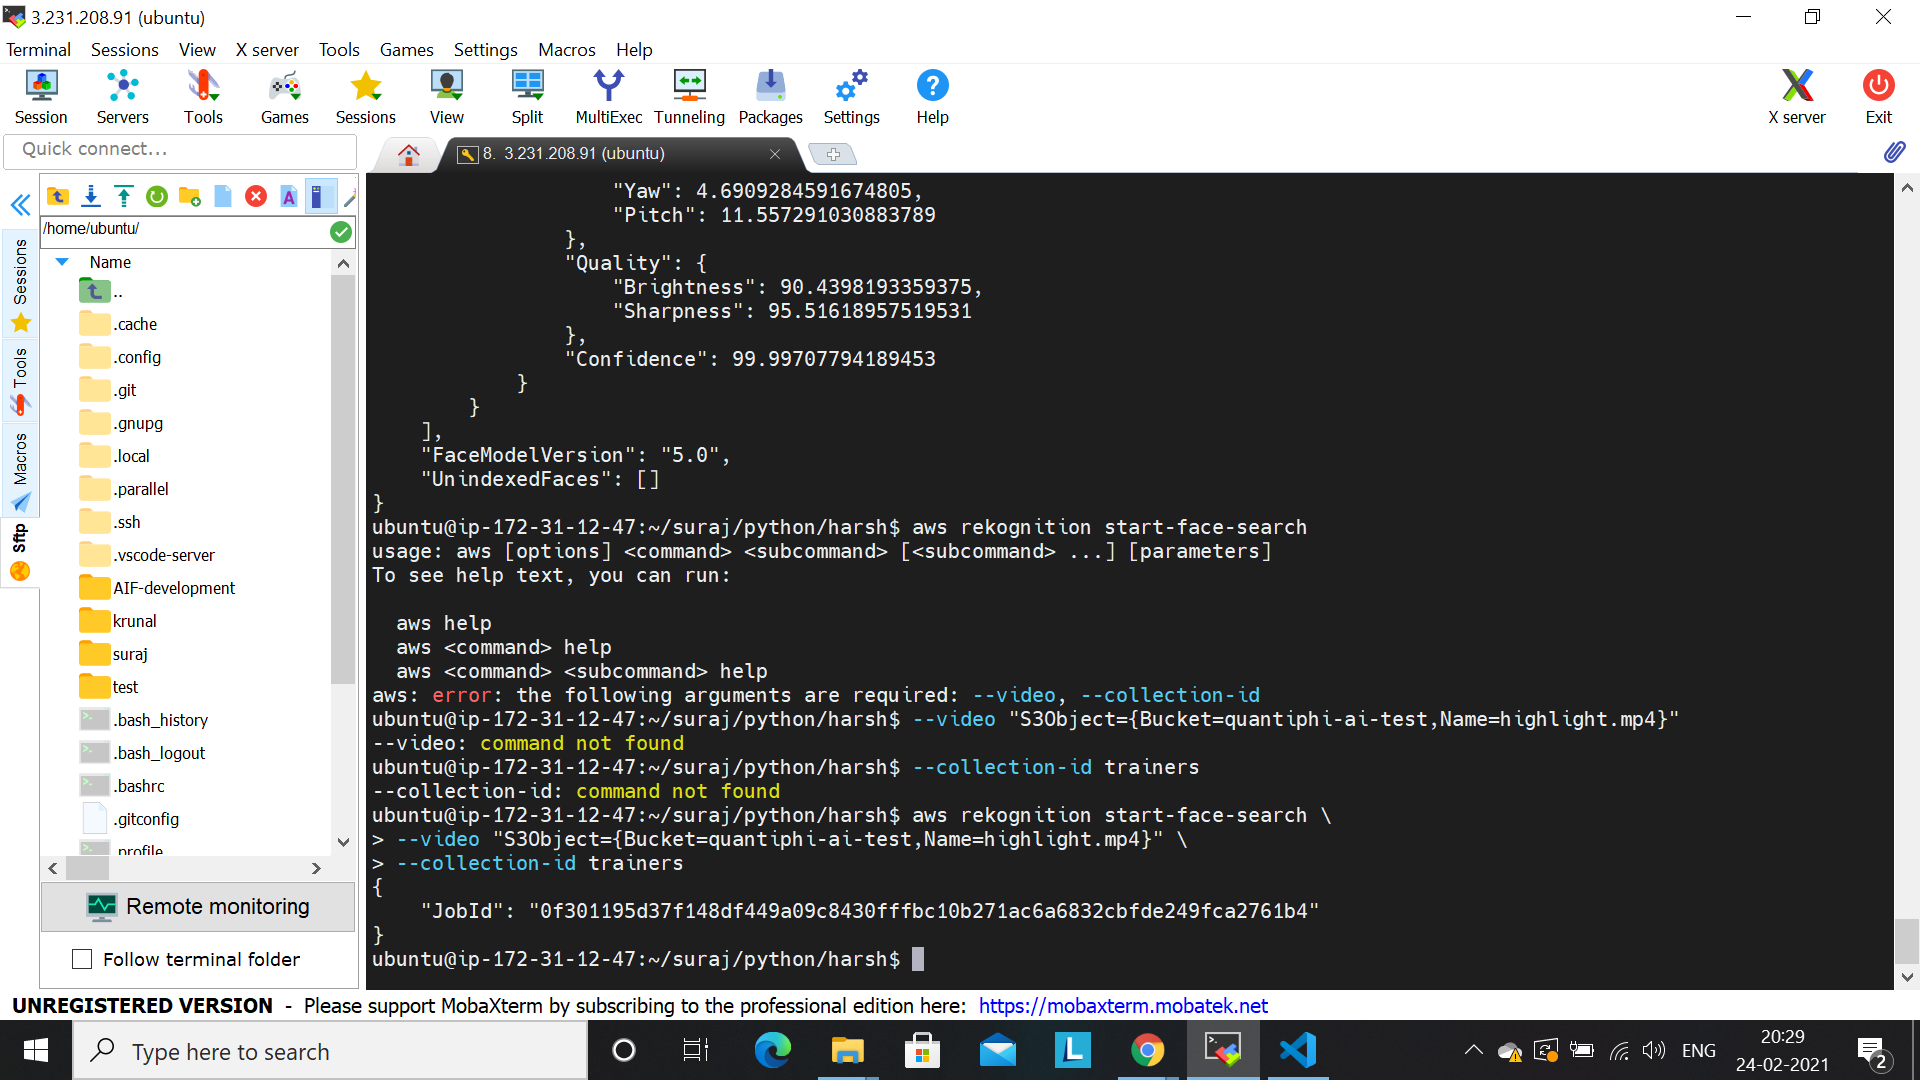 3.231.208.91 (ubuntu)
Terminal Sessions View X server Tools Games Settings Macros Help
Session Servers Tools Games Sessions View Split MultiExec Tunneling Packages Settings Help X server Exit
Quick connect...
8. 3.231.208.91 (ubuntu)
/home/ubuntu/
Name
..
.cache
.config
.git
.gnupg
.local
.parallel
.ssh
.vscode-server
AIF-development
krunal
suraj
test
.bash_history
.bash_logout
.bashrc
.gitconfig
.profile
Sessions
Tools
Macros
Sftp
Remote monitoring
Follow terminal folder
"Yaw": 4.6909284591674805,
"Pitch": 11.557291030883789
},
"Quality": {
"Brightness": 90.4398193359375,
"Sharpness": 95.51618957519531
},
"Confidence": 99.99707794189453
}
}
],
"FaceModelVersion": "5.0",
"UnindexedFaces": []
}
ubuntu@ip-172-31-12-47:~/suraj/python/harsh$ aws rekognition start-face-search
usage: aws [options] <command> <subcommand> [<subcommand> ...] [parameters]
To see help text, you can run:
aws help
aws <command> help
aws <command> <subcommand> help
aws: error: the following arguments are required: --video, --collection-id
ubuntu@ip-172-31-12-47:~/suraj/python/harsh$ --video "S3Object={Bucket=quantiphi-ai-test,Name=highlight.mp4}"
--video: command not found
ubuntu@ip-172-31-12-47:~/suraj/python/harsh$ --collection-id trainers
--collection-id: command not found
ubuntu@ip-172-31-12-47:~/suraj/python/harsh$ aws rekognition start-face-search \
> --video "S3Object={Bucket=quantiphi-ai-test,Name=highlight.mp4}" \
> --collection-id trainers
{
"JobId": "0f301195d37f148df449a09c8430fffbc10b271ac6a6832cbfde249fca2761b4"
}
ubuntu@ip-172-31-12-47:~/suraj/python/harsh$
UNREGISTERED VERSION - Please support MobaXterm by subscribing to the professional edition here: https://mobaxterm.mobatek.net
Type here to search
L
ENG
20:29
24-02-2021
2